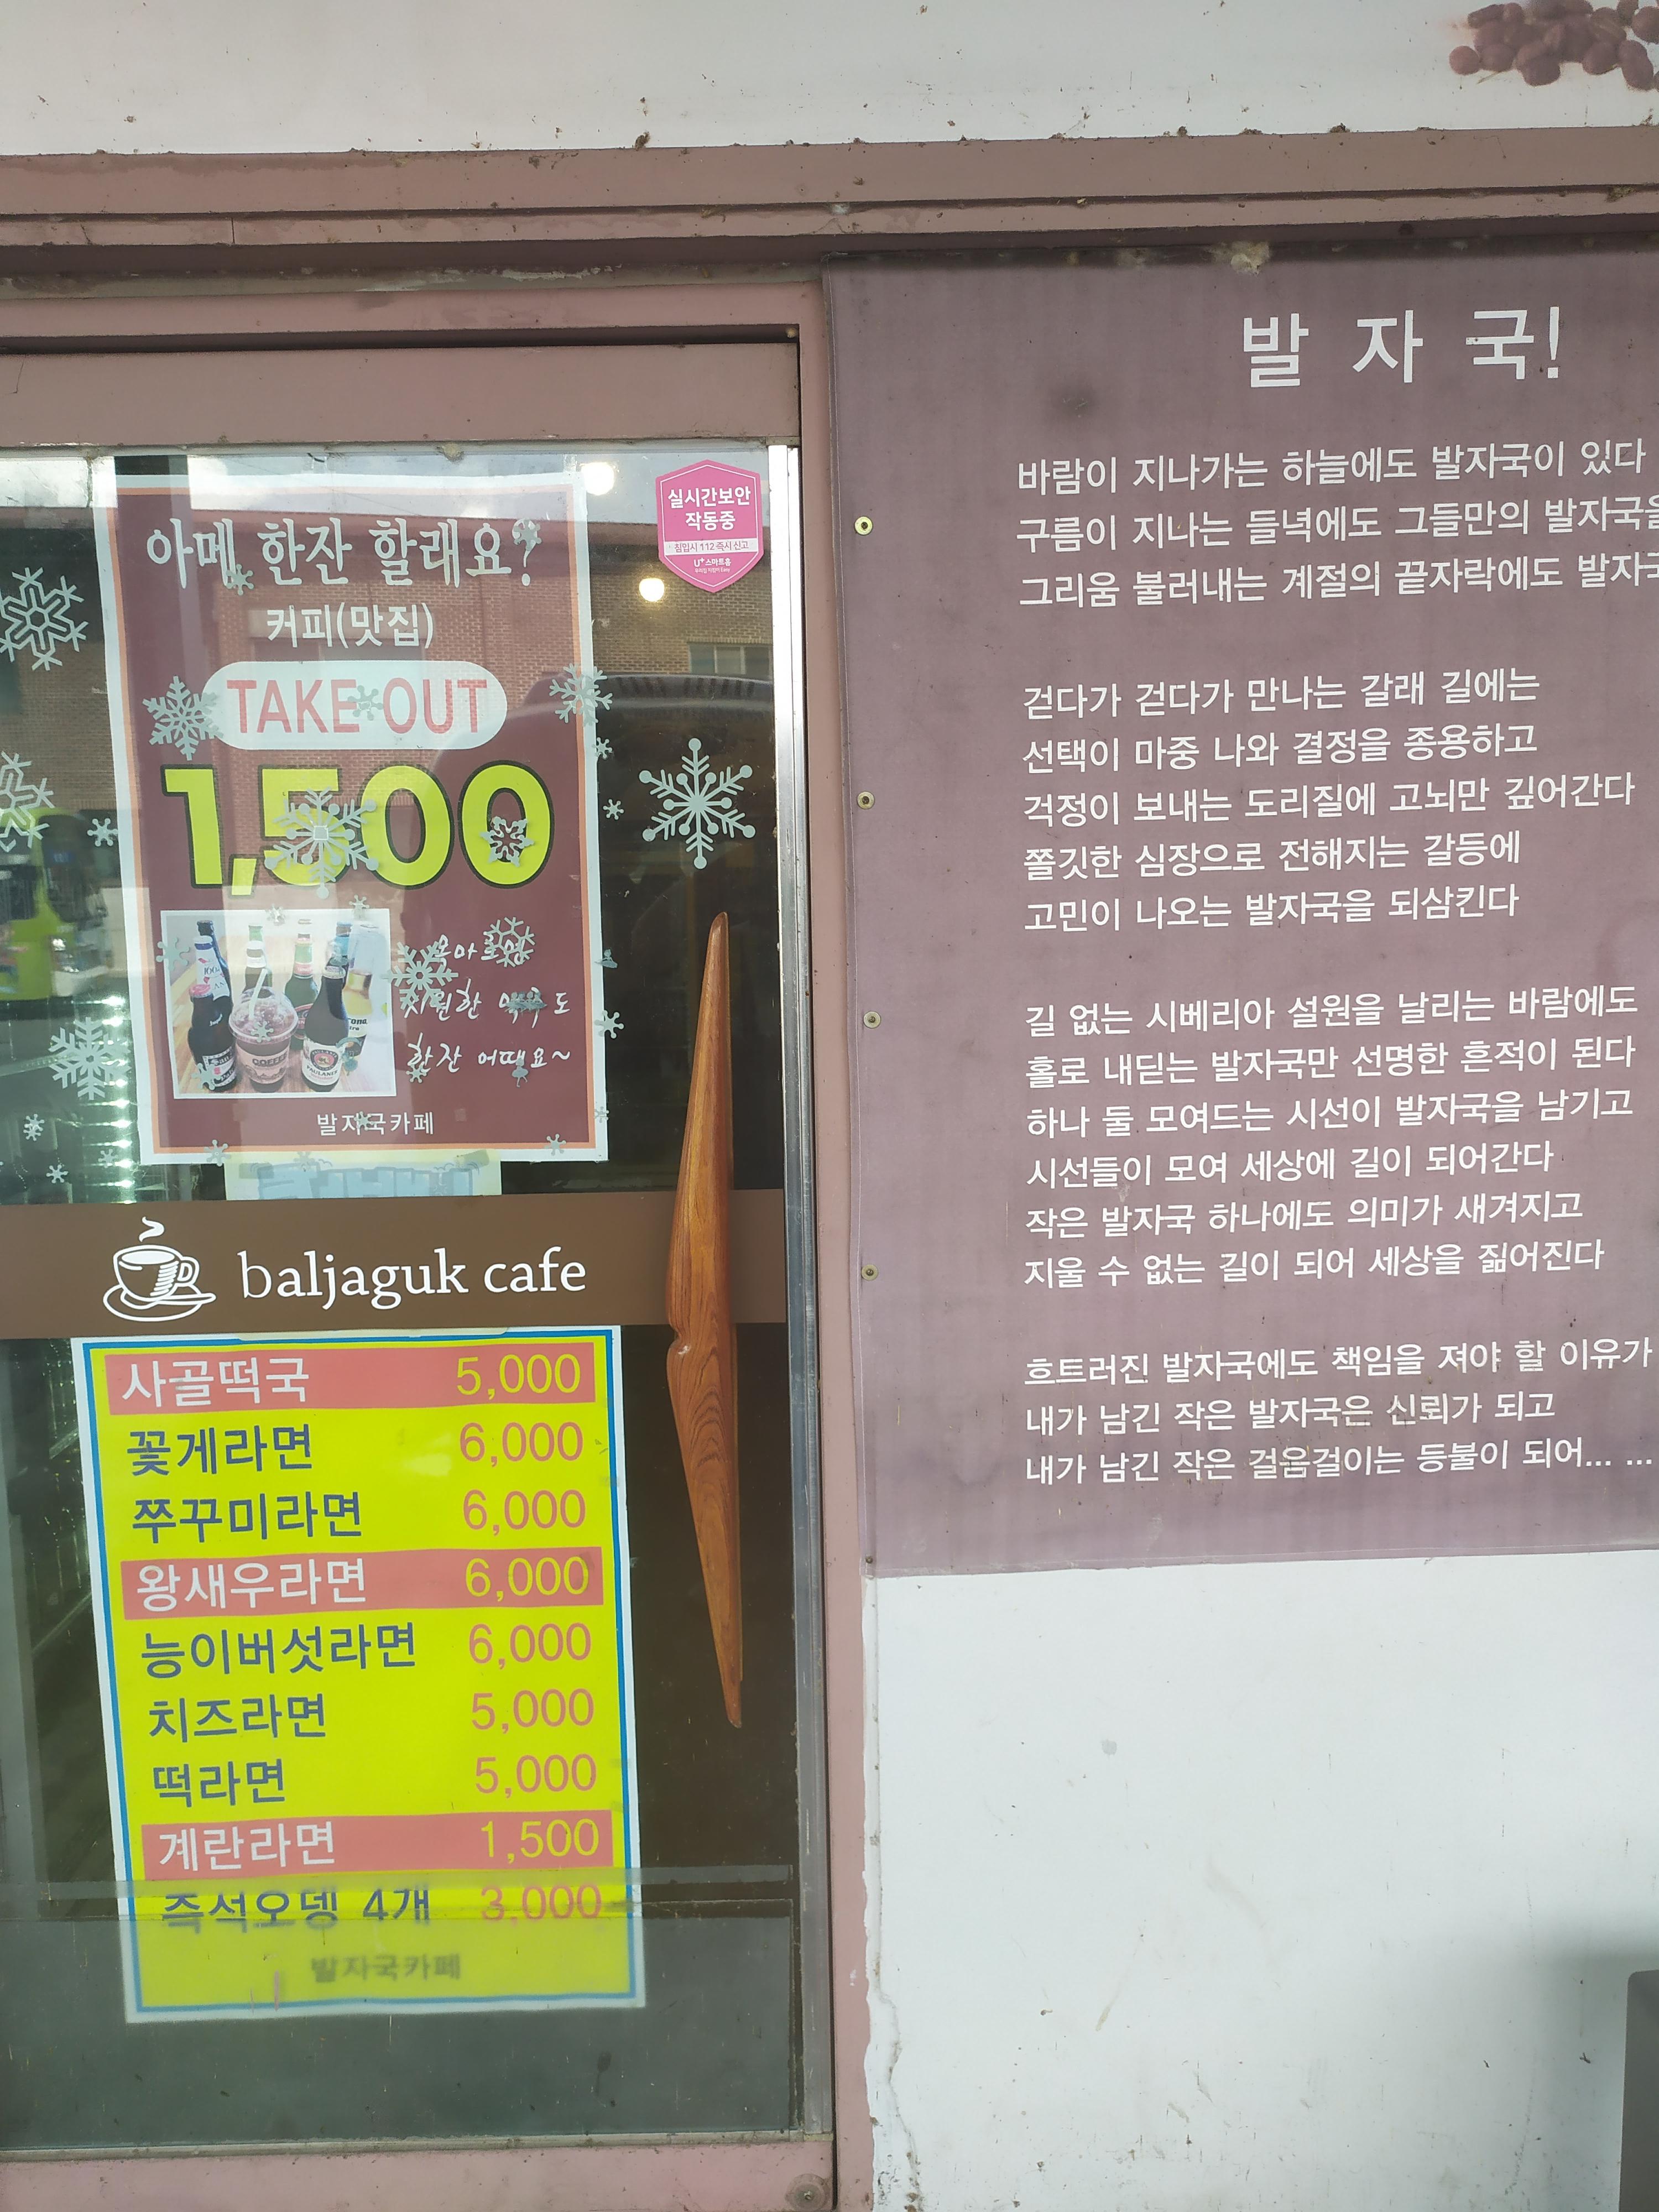 아메 한잔 할래요?
커피(맛집)
TAKE OUT
1,500
시원한 맥주도
한잔 어때요~
발자국카페
실시간보안
작동중
침입시 112 즉시 신고
U+스마트홈
baljaguk cafe
사골떡국 5,000
꽃게라면 6,000
쭈꾸미라면 6,000
왕새우라면 6,000
능이버섯라면 6,000
치즈라면 5,000
떡라면 5,000
계란라면 1,500
즉석오뎅 4개 3,000
발자국카페
발 자 국!
바람이 지나가는 하늘에도 발자국이 있다
구름이 지나는 들녘에도 그들만의 발자국을
그리움 불러내는 계절의 끝자락에도 발자국
걷다가 걷다가 만나는 갈래 길에는
선택이 마중 나와 결정을 종용하고
걱정이 보내는 도리질에 고뇌만 깊어간다
쫄깃한 심장으로 전해지는 갈등에
고민이 나오는 발자국을 되삼킨다
길 없는 시베리아 설원을 날리는 바람에도
홀로 내딛는 발자국만 선명한 흔적이 된다
하나 둘 모여드는 시선이 발자국을 남기고
시선들이 모여 세상에 길이 되어간다
작은 발자국 하나에도 의미가 새겨지고
지울 수 없는 길이 되어 세상을 짊어진다
흐트러진 발자국에도 책임을 져야 할 이유가
내가 남긴 작은 발자국은 신뢰가 되고
내가 남긴 작은 걸음걸이는 등불이 되어... ...